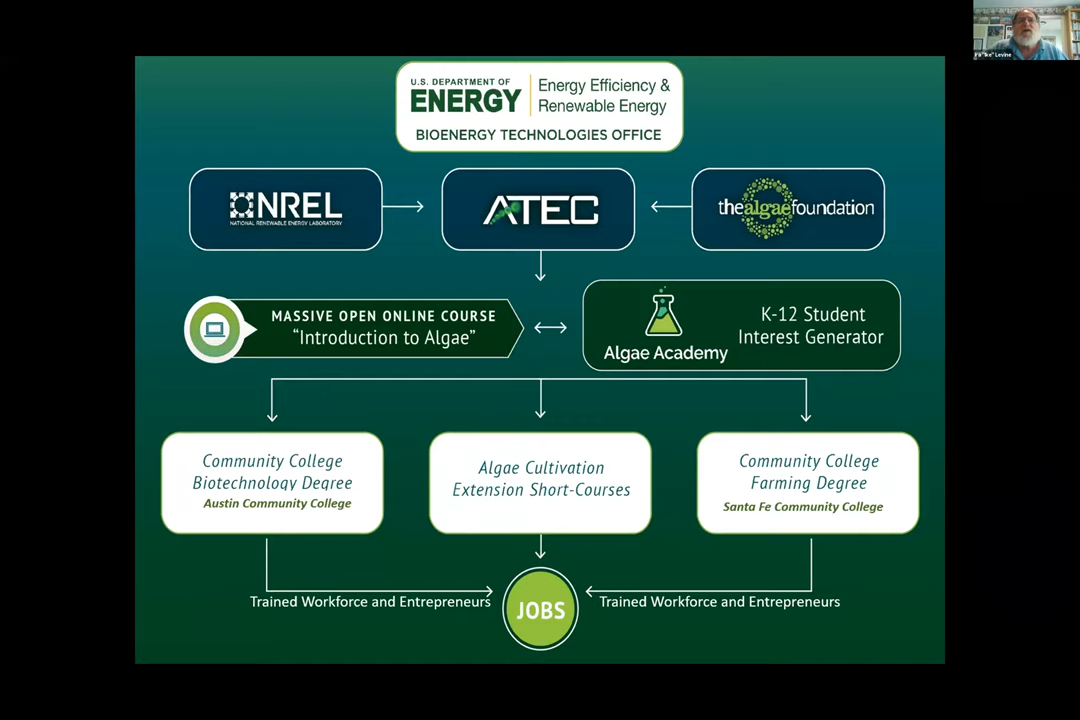 U.S. DEPARTMENT OF
ENERGY
Energy Efficiency &
Renewable Energy
BIOENERGY TECHNOLOGIES OFFICE
NREL
NATIONAL RENEWABLE ENERGY LABORATORY
ATEC
thealgaefoundation
MASSIVE OPEN ONLINE COURSE
“Introduction to Algae”
Algae Academy
K-12 Student
Interest Generator
Community College
Biotechnology Degree
Austin Community College
Algae Cultivation
Extension Short-Courses
Community College
Farming Degree
Santa Fe Community College
Trained Workforce and Entrepreneurs
JOBS
Trained Workforce and Entrepreneurs
Levine